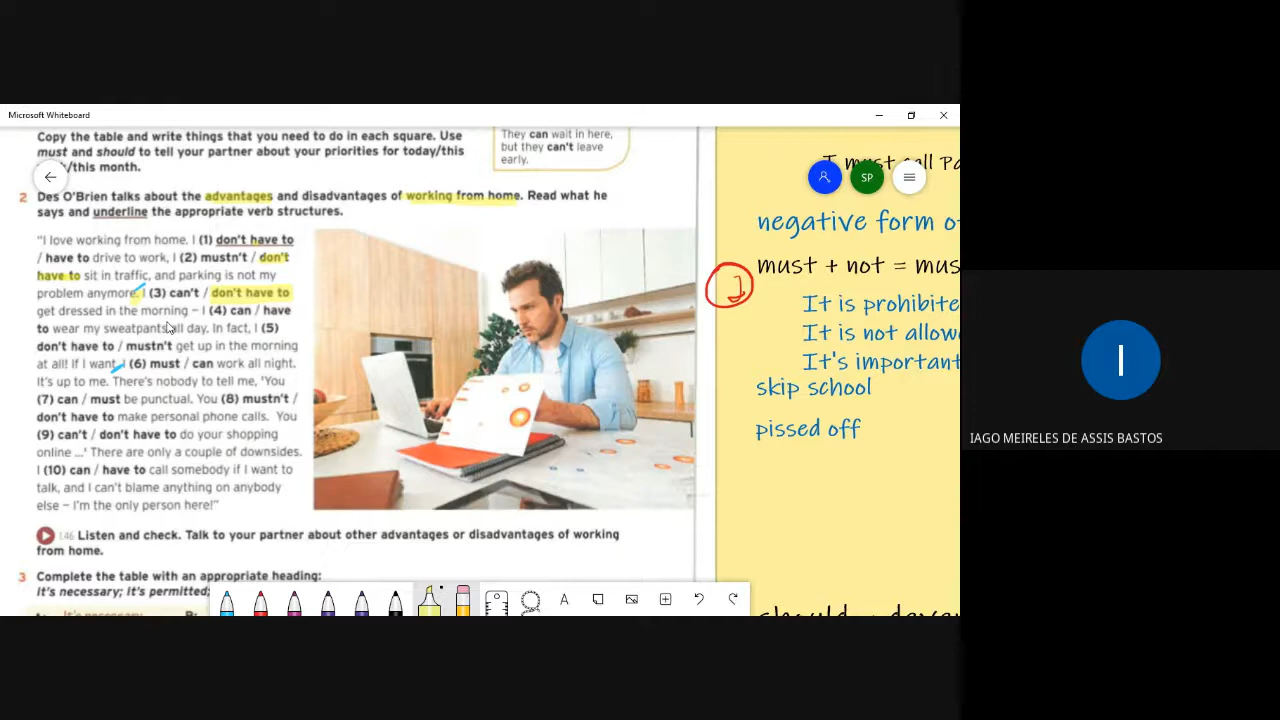 Microsoft Whiteboard
Copy the table and write things that you need to do in each square. Use
must and should to tell your partner about your priorities for today/this
/this month.
They can wait in here,
but they can't leave
early.
2 Des O'Brien talks about the advantages and disadvantages of working from home. Read what he
says and underline the appropriate verb structures.
"I love working from home. I (1) don't have to
/ have to drive to work, I (2) mustn't / don't
have to sit in traffic, and parking is not my
problem anymore. I (3) can't / don't have to
get dressed in the morning – I (4) can / have
to wear my sweatpants all day. In fact, I (5)
don't have to / mustn't get up in the morning
at all! If I want, I (6) must / can work all night.
It's up to me. There's nobody to tell me, 'You
(7) can / must be punctual. You (8) mustn't /
don't have to make personal phone calls. You
(9) can't / don't have to do your shopping
online ...' There are only a couple of downsides.
I (10) can / have to call somebody if I want to
talk, and I can't blame anything on anybody
else – I'm the only person here!"
1.46 Listen and check. Talk to your partner about other advantages or disadvantages of working
from home.
3 Complete the table with an appropriate heading:
It's necessary; It's permitted;
It's necessary
I must call Pa
negative form o
must + not = mus
It is prohibite
It is not allowe
It's important
skip school
pissed off
SP
I
IAGO MEIRELES DE ASSIS BASTOS
A